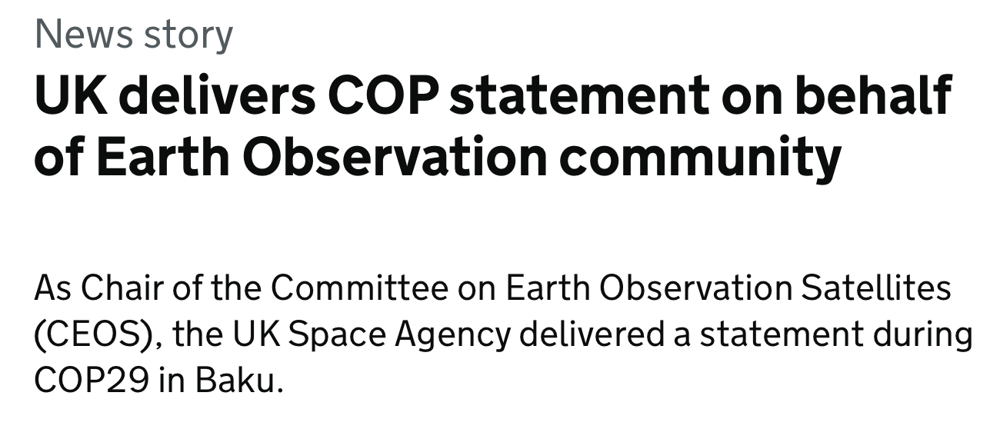 News story
UK delivers COP statement on behalf
of Earth Observation community
As Chair of the Committee on Earth Observation Satellites
(CEOS), the UK Space Agency delivered a statement during
COP29 in Baku.